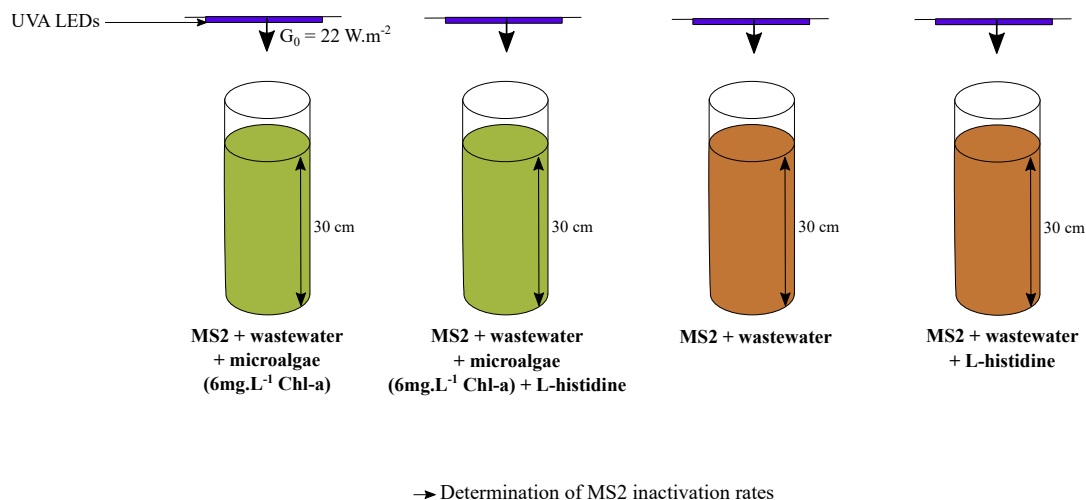 UVA LEDs
G₀ = 22 W.m⁻²
30 cm
30 cm
30 cm
30 cm
MS2 + wastewater
+ microalgae
(6mg.L⁻¹ Chl-a)
MS2 + wastewater
+ microalgae
(6mg.L⁻¹ Chl-a) + L-histidine
MS2 + wastewater
MS2 + wastewater
+ L-histidine
→ Determination of MS2 inactivation rates